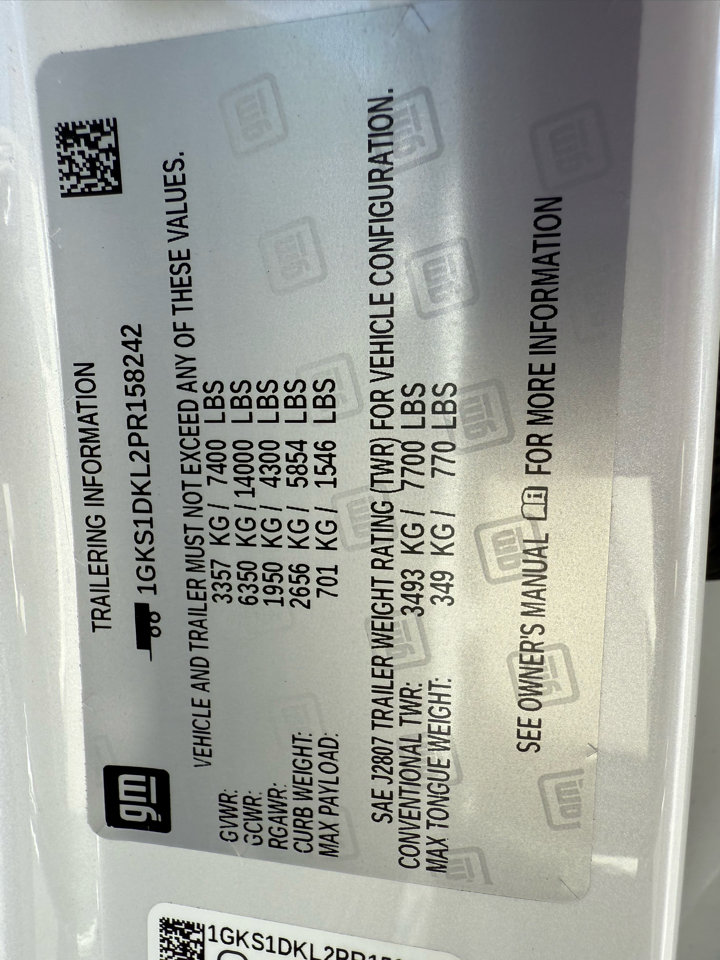 gm
TRAILERING INFORMATION
1GKS1DKL2PR158242
VEHICLE AND TRAILER MUST NOT EXCEED ANY OF THESE VALUES.
GVWR: 3357 KG / 7400 LBS
GCWR: 6350 KG / 14000 LBS
RGAWR: 1950 KG / 4300 LBS
CURB WEIGHT: 2656 KG / 5854 LBS
MAX PAYLOAD: 701 KG / 1546 LBS
SAE J2807 TRAILER WEIGHT RATING (TWR) FOR VEHICLE CONFIGURATION.
CONVENTIONAL TWR: 3493 KG / 7700 LBS
MAX TONGUE WEIGHT: 349 KG / 770 LBS
SEE OWNER'S MANUAL FOR MORE INFORMATION